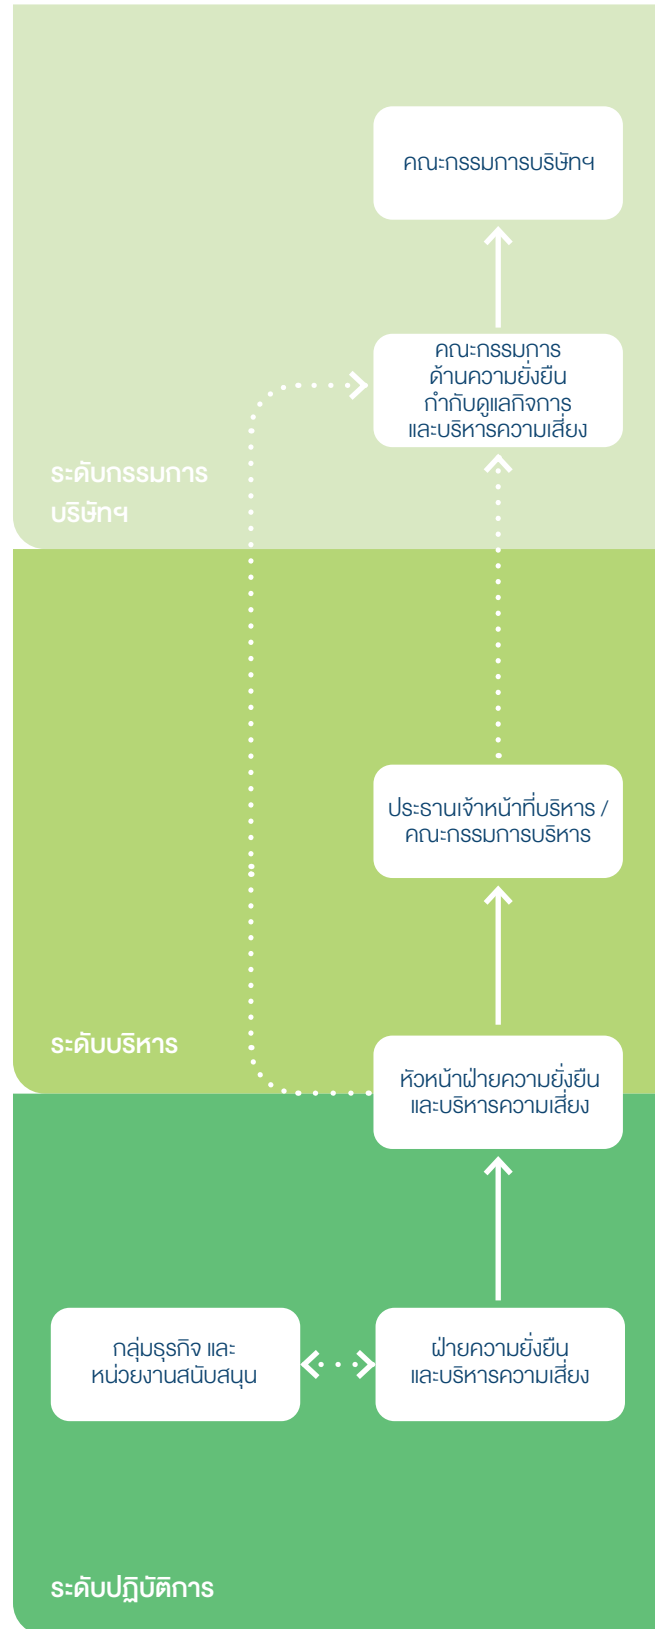 คณะกรรมการบริษัทฯ
คณะกรรมการ
ด้านความยั่งยืน
กำกับดูแลกิจการ
และบริหารความเสี่ยง
ระดับกรรมการ
บริษัทฯ
ประธานเจ้าหน้าที่บริหาร /
คณะกรรมการบริหาร
ระดับบริหาร
หัวหน้าฝ่ายความยั่งยืน
และบริหารความเสี่ยง
กลุ่มธุรกิจ และ
หน่วยงานสนับสนุน
ฝ่ายความยั่งยืน
และบริหารความเสี่ยง
ระดับปฏิบัติการ